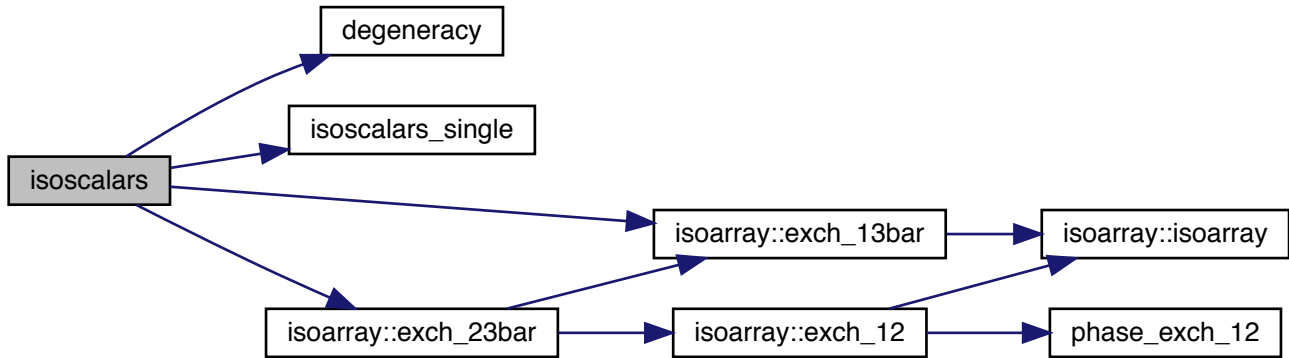 degeneracy
isoscalars_single
isoscalars
isoarray::exch_13bar
isoarray::isoarray
isoarray::exch_23bar
isoarray::exch_12
phase_exch_12